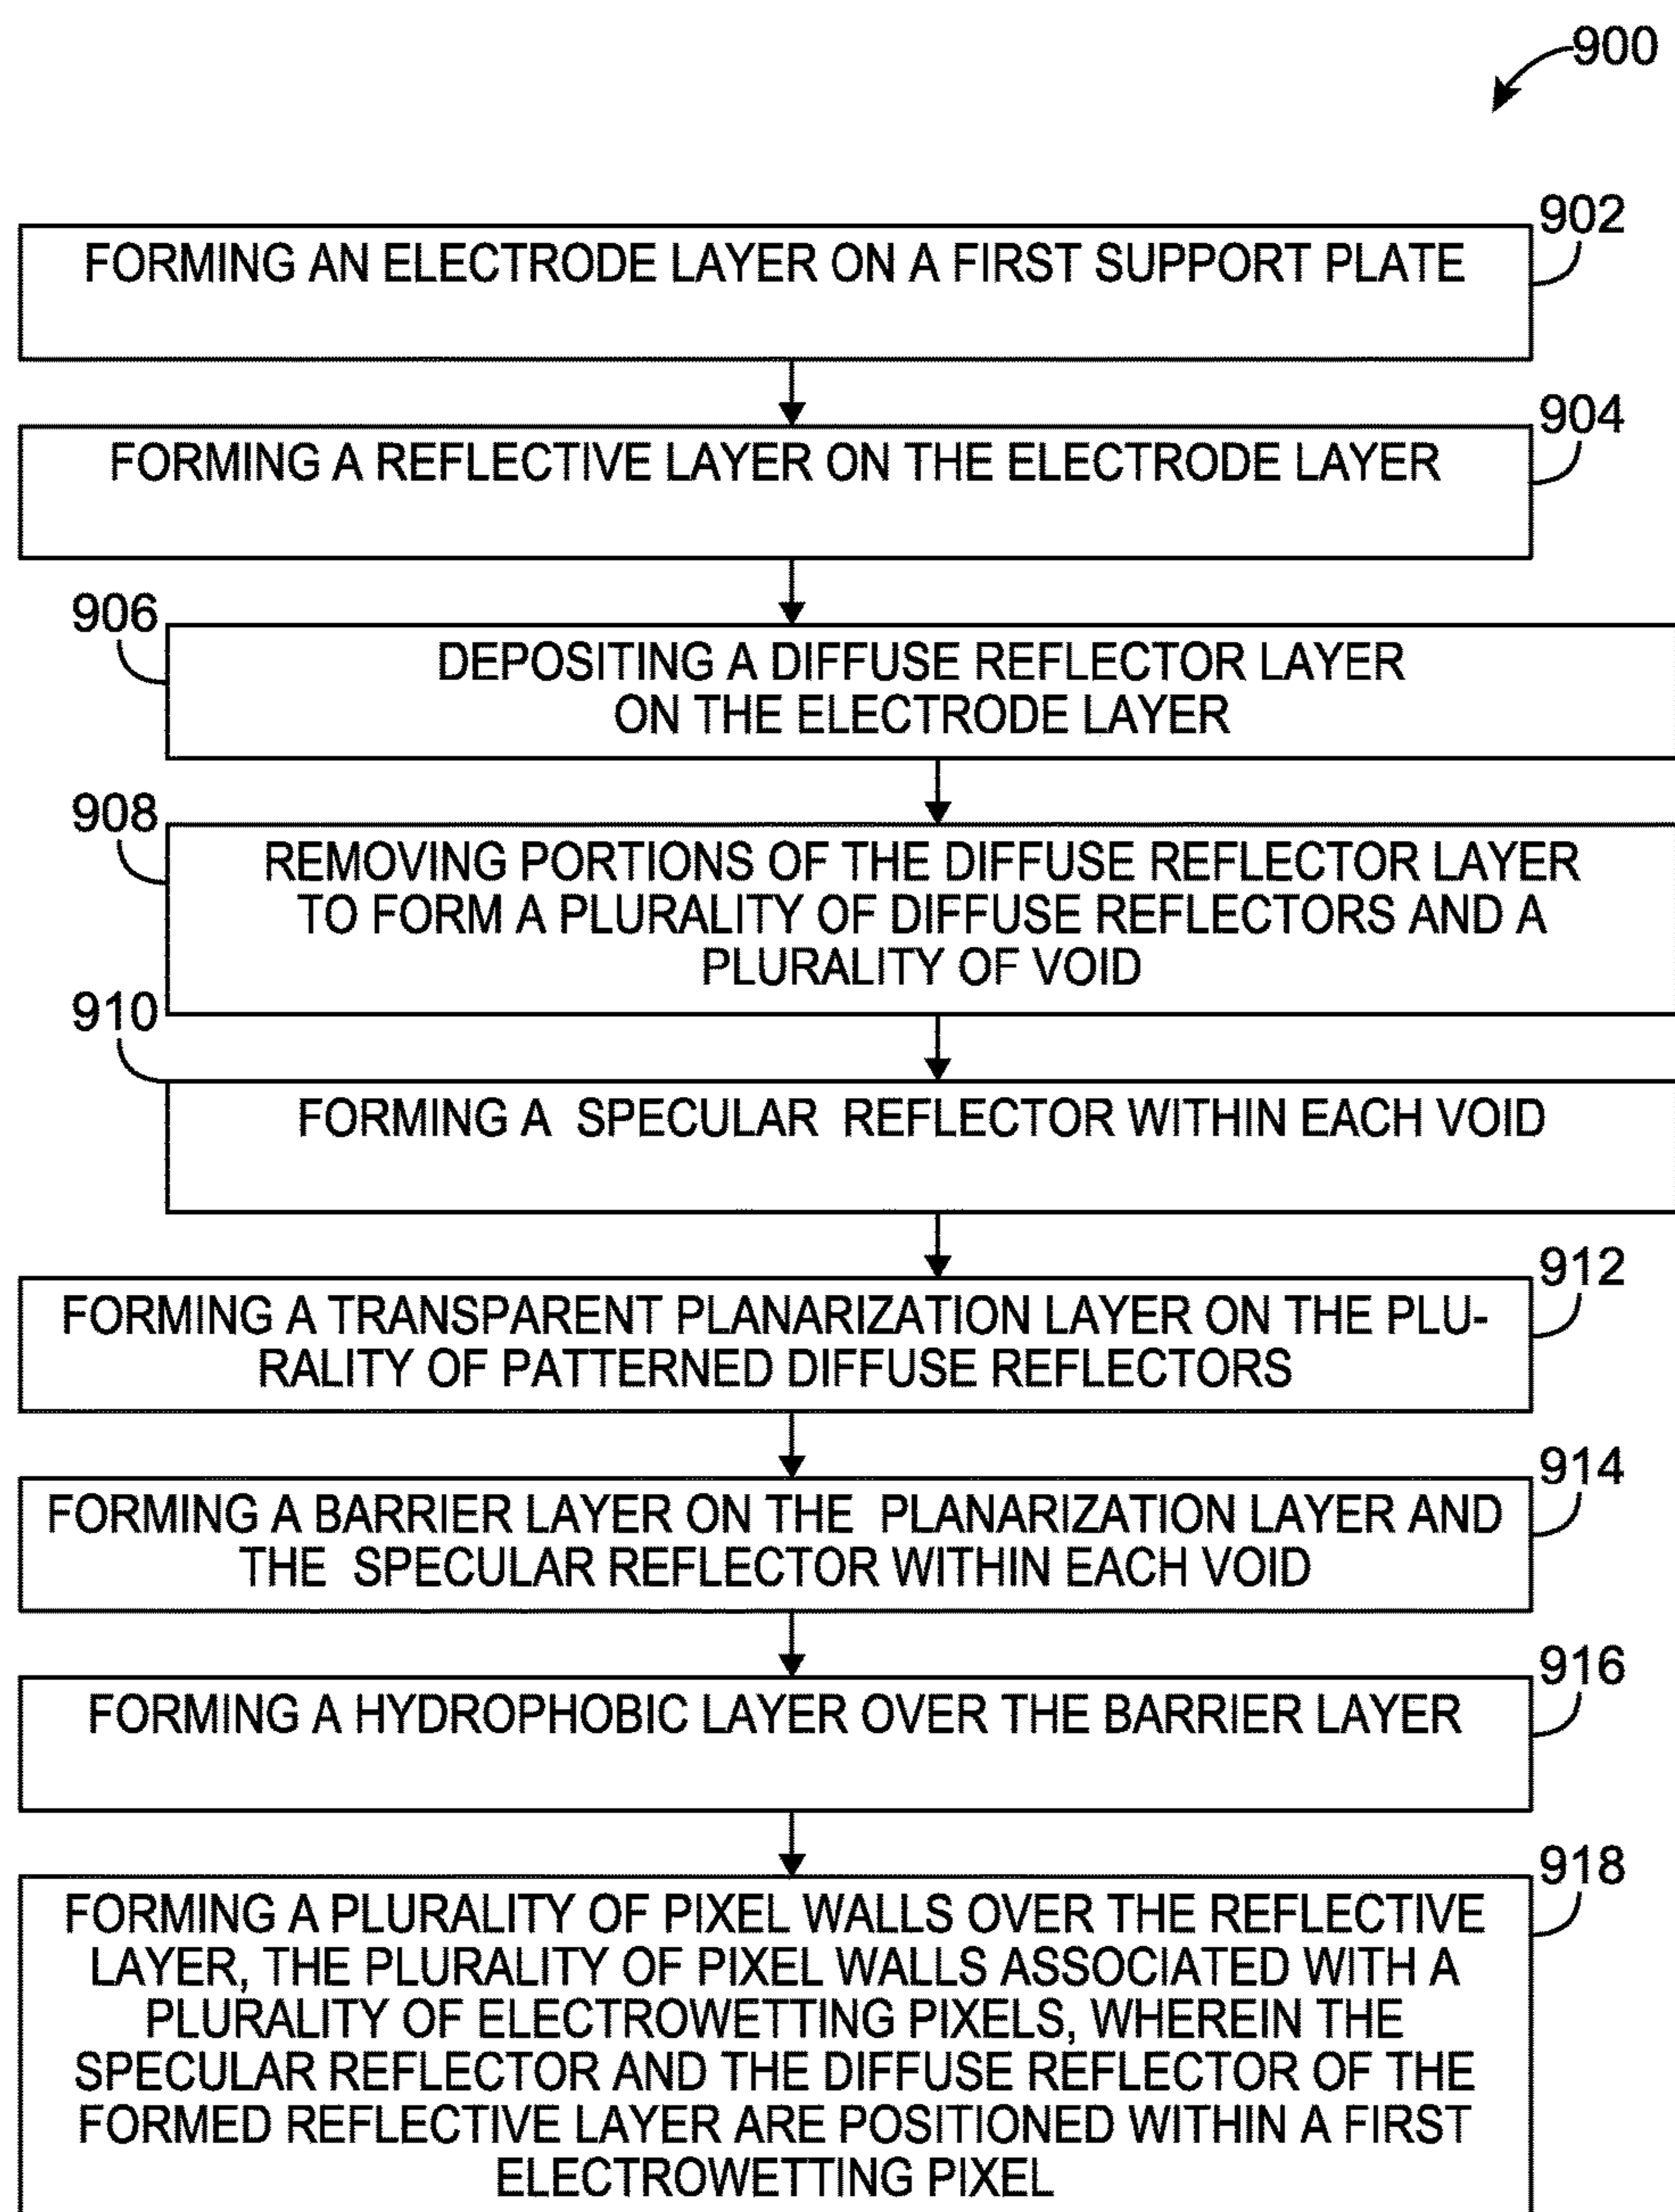 900
902
FORMING AN ELECTRODE LAYER ON A FIRST SUPPORT PLATE
904
FORMING A REFLECTIVE LAYER ON THE ELECTRODE LAYER
906
DEPOSITING A DIFFUSE REFLECTOR LAYER
ON THE ELECTRODE LAYER
908
REMOVING PORTIONS OF THE DIFFUSE REFLECTOR LAYER
TO FORM A PLURALITY OF DIFFUSE REFLECTORS AND A
PLURALITY OF VOID
910
FORMING A SPECULAR REFLECTOR WITHIN EACH VOID
912
FORMING A TRANSPARENT PLANARIZATION LAYER ON THE PLU-
RALITY OF PATTERNED DIFFUSE REFLECTORS
914
FORMING A BARRIER LAYER ON THE PLANARIZATION LAYER AND
THE SPECULAR REFLECTOR WITHIN EACH VOID
916
FORMING A HYDROPHOBIC LAYER OVER THE BARRIER LAYER
918
FORMING A PLURALITY OF PIXEL WALLS OVER THE REFLECTIVE
LAYER, THE PLURALITY OF PIXEL WALLS ASSOCIATED WITH A
PLURALITY OF ELECTROWETTING PIXELS, WHEREIN THE
SPECULAR REFLECTOR AND THE DIFFUSE REFLECTOR OF THE
FORMED REFLECTIVE LAYER ARE POSITIONED WITHIN A FIRST
ELECTROWETTING PIXEL